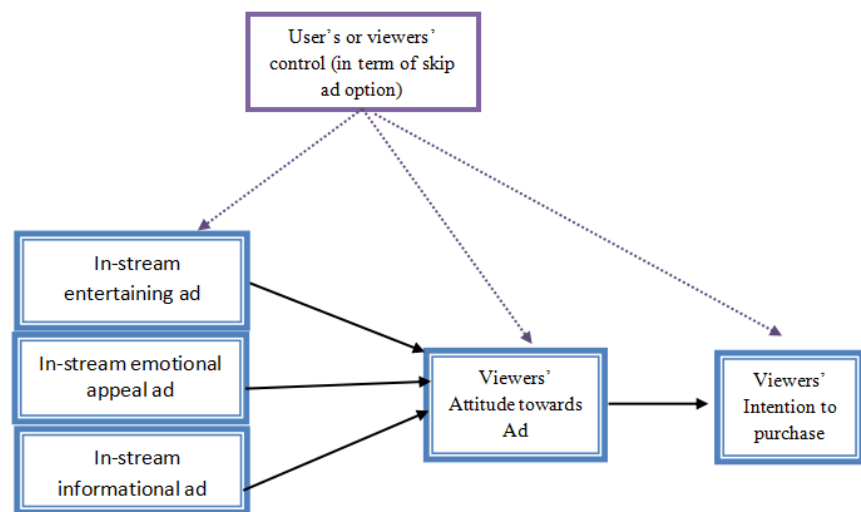 User's or viewers'
control (in term of skip
ad option)
In-stream
entertaining ad
In-stream emotional
appeal ad
In-stream
informational ad
Viewers'
Attitude towards
Ad
Viewers'
Intention to
purchase